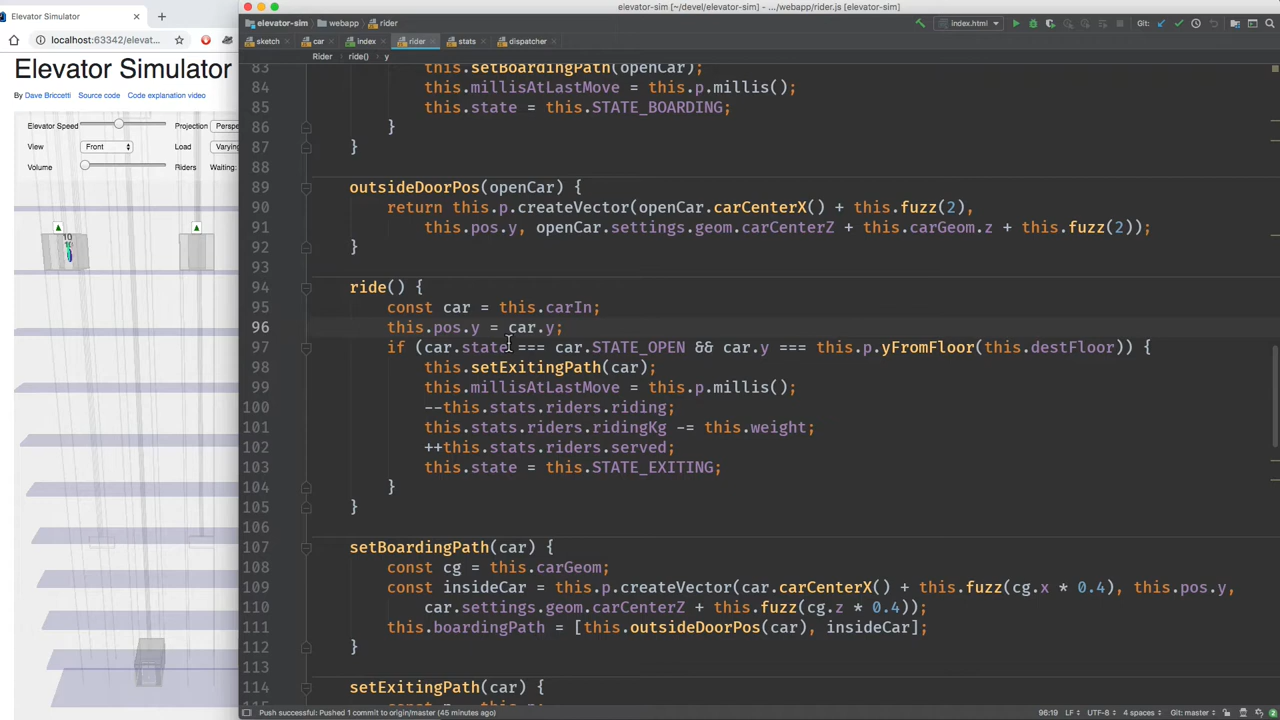 elevator-sim [~/devel/elevator-sim] - .../webapp/rider.js [elevator-sim]
Elevator Simulator
elevator-sim webapp rider
index.html
Git:
localhost:63342/elevat...
sketch car index rider stats dispatcher
Rider ride() y
Elevator Simulator
By Dave Briccetti Source code Code explanation video
Elevator Speed Projection Perspe
View Front Load Varying
Volume Riders Waiting:
10
10
83 this.setBoardingPath(openCar);
84 this.millisAtLastMove = this.p.millis();
85 this.state = this.STATE_BOARDING;
86 }
87 }
88
89 outsideDoorPos(openCar) {
90 return this.p.createVector(openCar.carCenterX() + this.fuzz(2),
91 this.pos.y, openCar.settings.geom.carCenterZ + this.carGeom.z + this.fuzz(2));
92 }
93
94 ride() {
95 const car = this.carIn;
96 this.pos.y = car.y;
97 if (car.state === car.STATE_OPEN && car.y === this.p.yFromFloor(this.destFloor)) {
98 this.setExitingPath(car);
99 this.millisAtLastMove = this.p.millis();
100 --this.stats.riders.riding;
101 this.stats.riders.ridingKg -= this.weight;
102 ++this.stats.riders.served;
103 this.state = this.STATE_EXITING;
104 }
105 }
106
107 setBoardingPath(car) {
108 const cg = this.carGeom;
109 const insideCar = this.p.createVector(car.carCenterX() + this.fuzz(cg.x * 0.4), this.pos.y,
110 car.settings.geom.carCenterZ + this.fuzz(cg.z * 0.4));
111 this.boardingPath = [this.outsideDoorPos(car), insideCar];
112 }
113
114 setExitingPath(car) {
Push successful: Pushed 1 commit to origin/master (45 minutes ago)
96:19 LF UTF-8 4 spaces Git: master